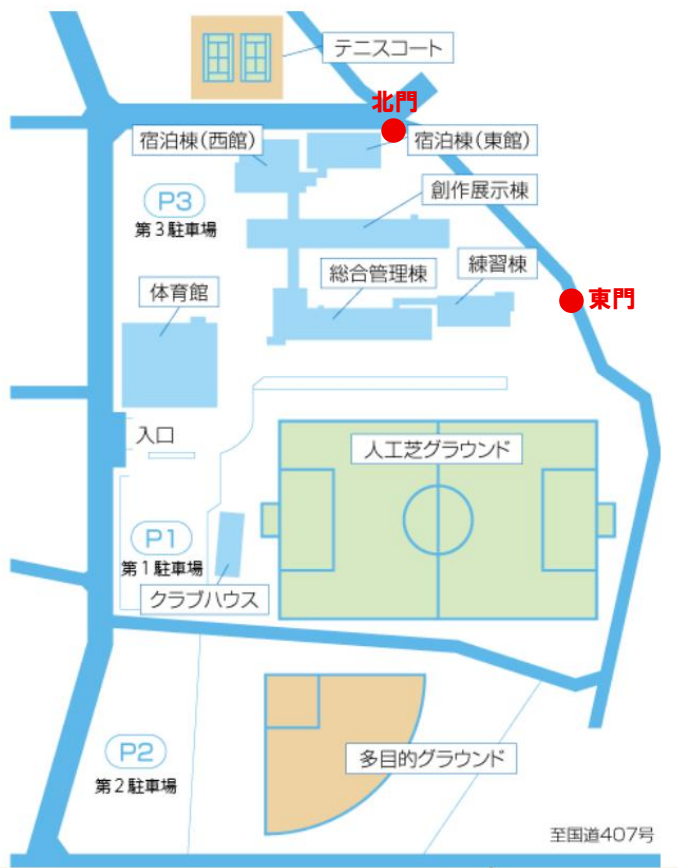 テニスコート
北門
宿泊棟(西館)
宿泊棟(東館)
P3
第3駐車場
創作展示棟
総合管理棟
練習棟
体育館
東門
入口
人工芝グラウンド
P1
第1駐車場
クラブハウス
P2
第2駐車場
多目的グラウンド
至国道407号